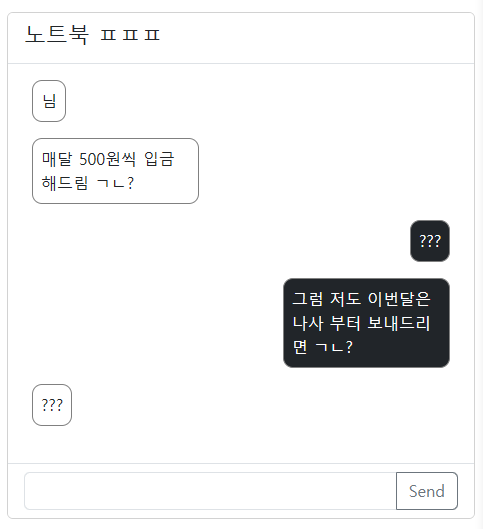 노트북 ㅍㅍㅍ
님
매달 500원씩 입금
해드림 ㄱㄴ?
???
그럼 저도 이번달은
나사 부터 보내드리
면 ㄱㄴ?
???
Send